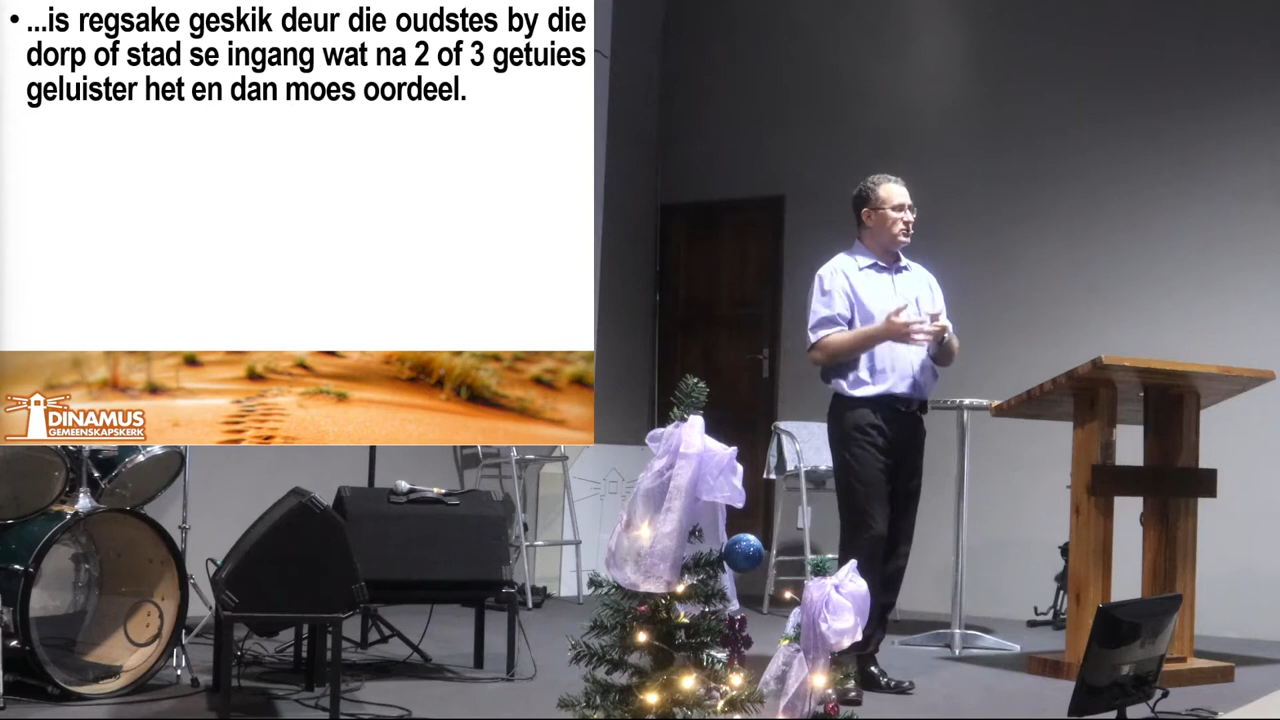 • ...is regsake geskik deur die oudstes by die
dorp of stad se ingang wat na 2 of 3 getuies
geluister het en dan moes oordeel.
DINAMUS
GEMEENSKAPSKERK